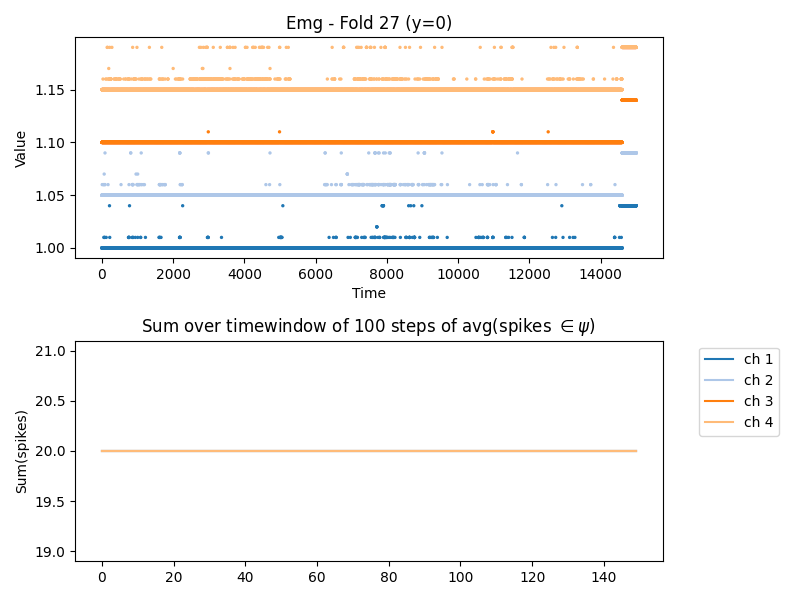 Emg - Fold 27 (y=0)
Value
1.15
1.10
1.05
1.00
0 2000 4000 6000 8000 10000 12000 14000
Time
Sum over timewindow of 100 steps of avg(spikes ∈ ψ)
Sum(spikes)
21.0
20.5
20.0
19.5
19.0
0 20 40 60 80 100 120 140
ch 1
ch 2
ch 3
ch 4